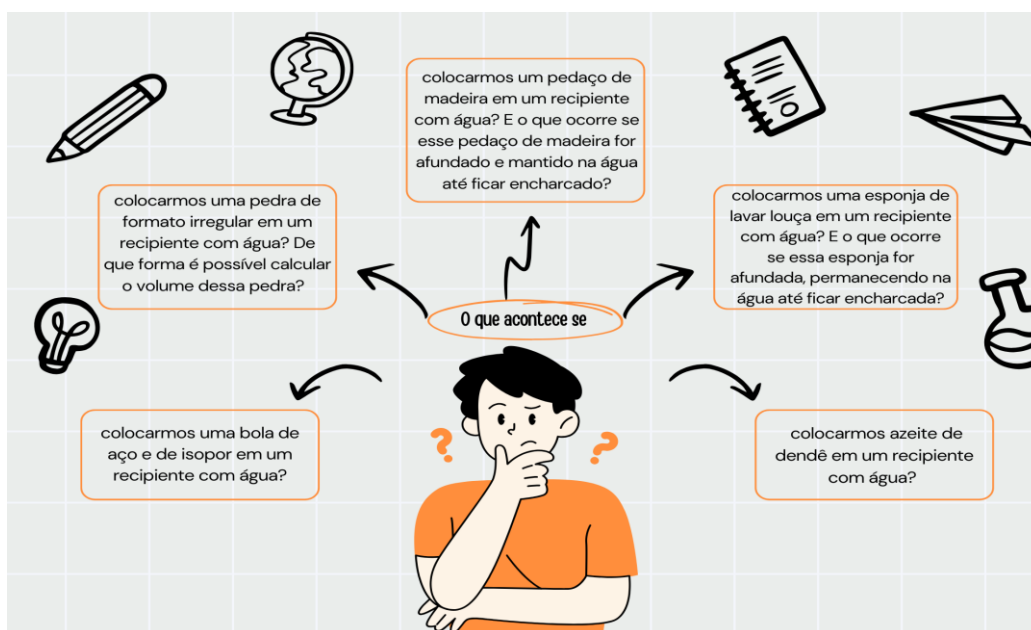 colocarmos um pedaço de
madeira em um recipiente
com água? E o que ocorre se
esse pedaço de madeira for
afundado e mantido na água
até ficar encharcado?
colocarmos uma pedra de
formato irregular em um
recipiente com água? De
que forma é possível calcular
o volume dessa pedra?
colocarmos uma esponja de
lavar louça em um recipiente
com água? E o que ocorre
se essa esponja for
afundada, permanecendo na
água até ficar encharcada?
O que acontece se
colocarmos uma bola de
aço e de isopor em um
recipiente com água?
colocarmos azeite de
dendê em um recipiente
com água?
? ?